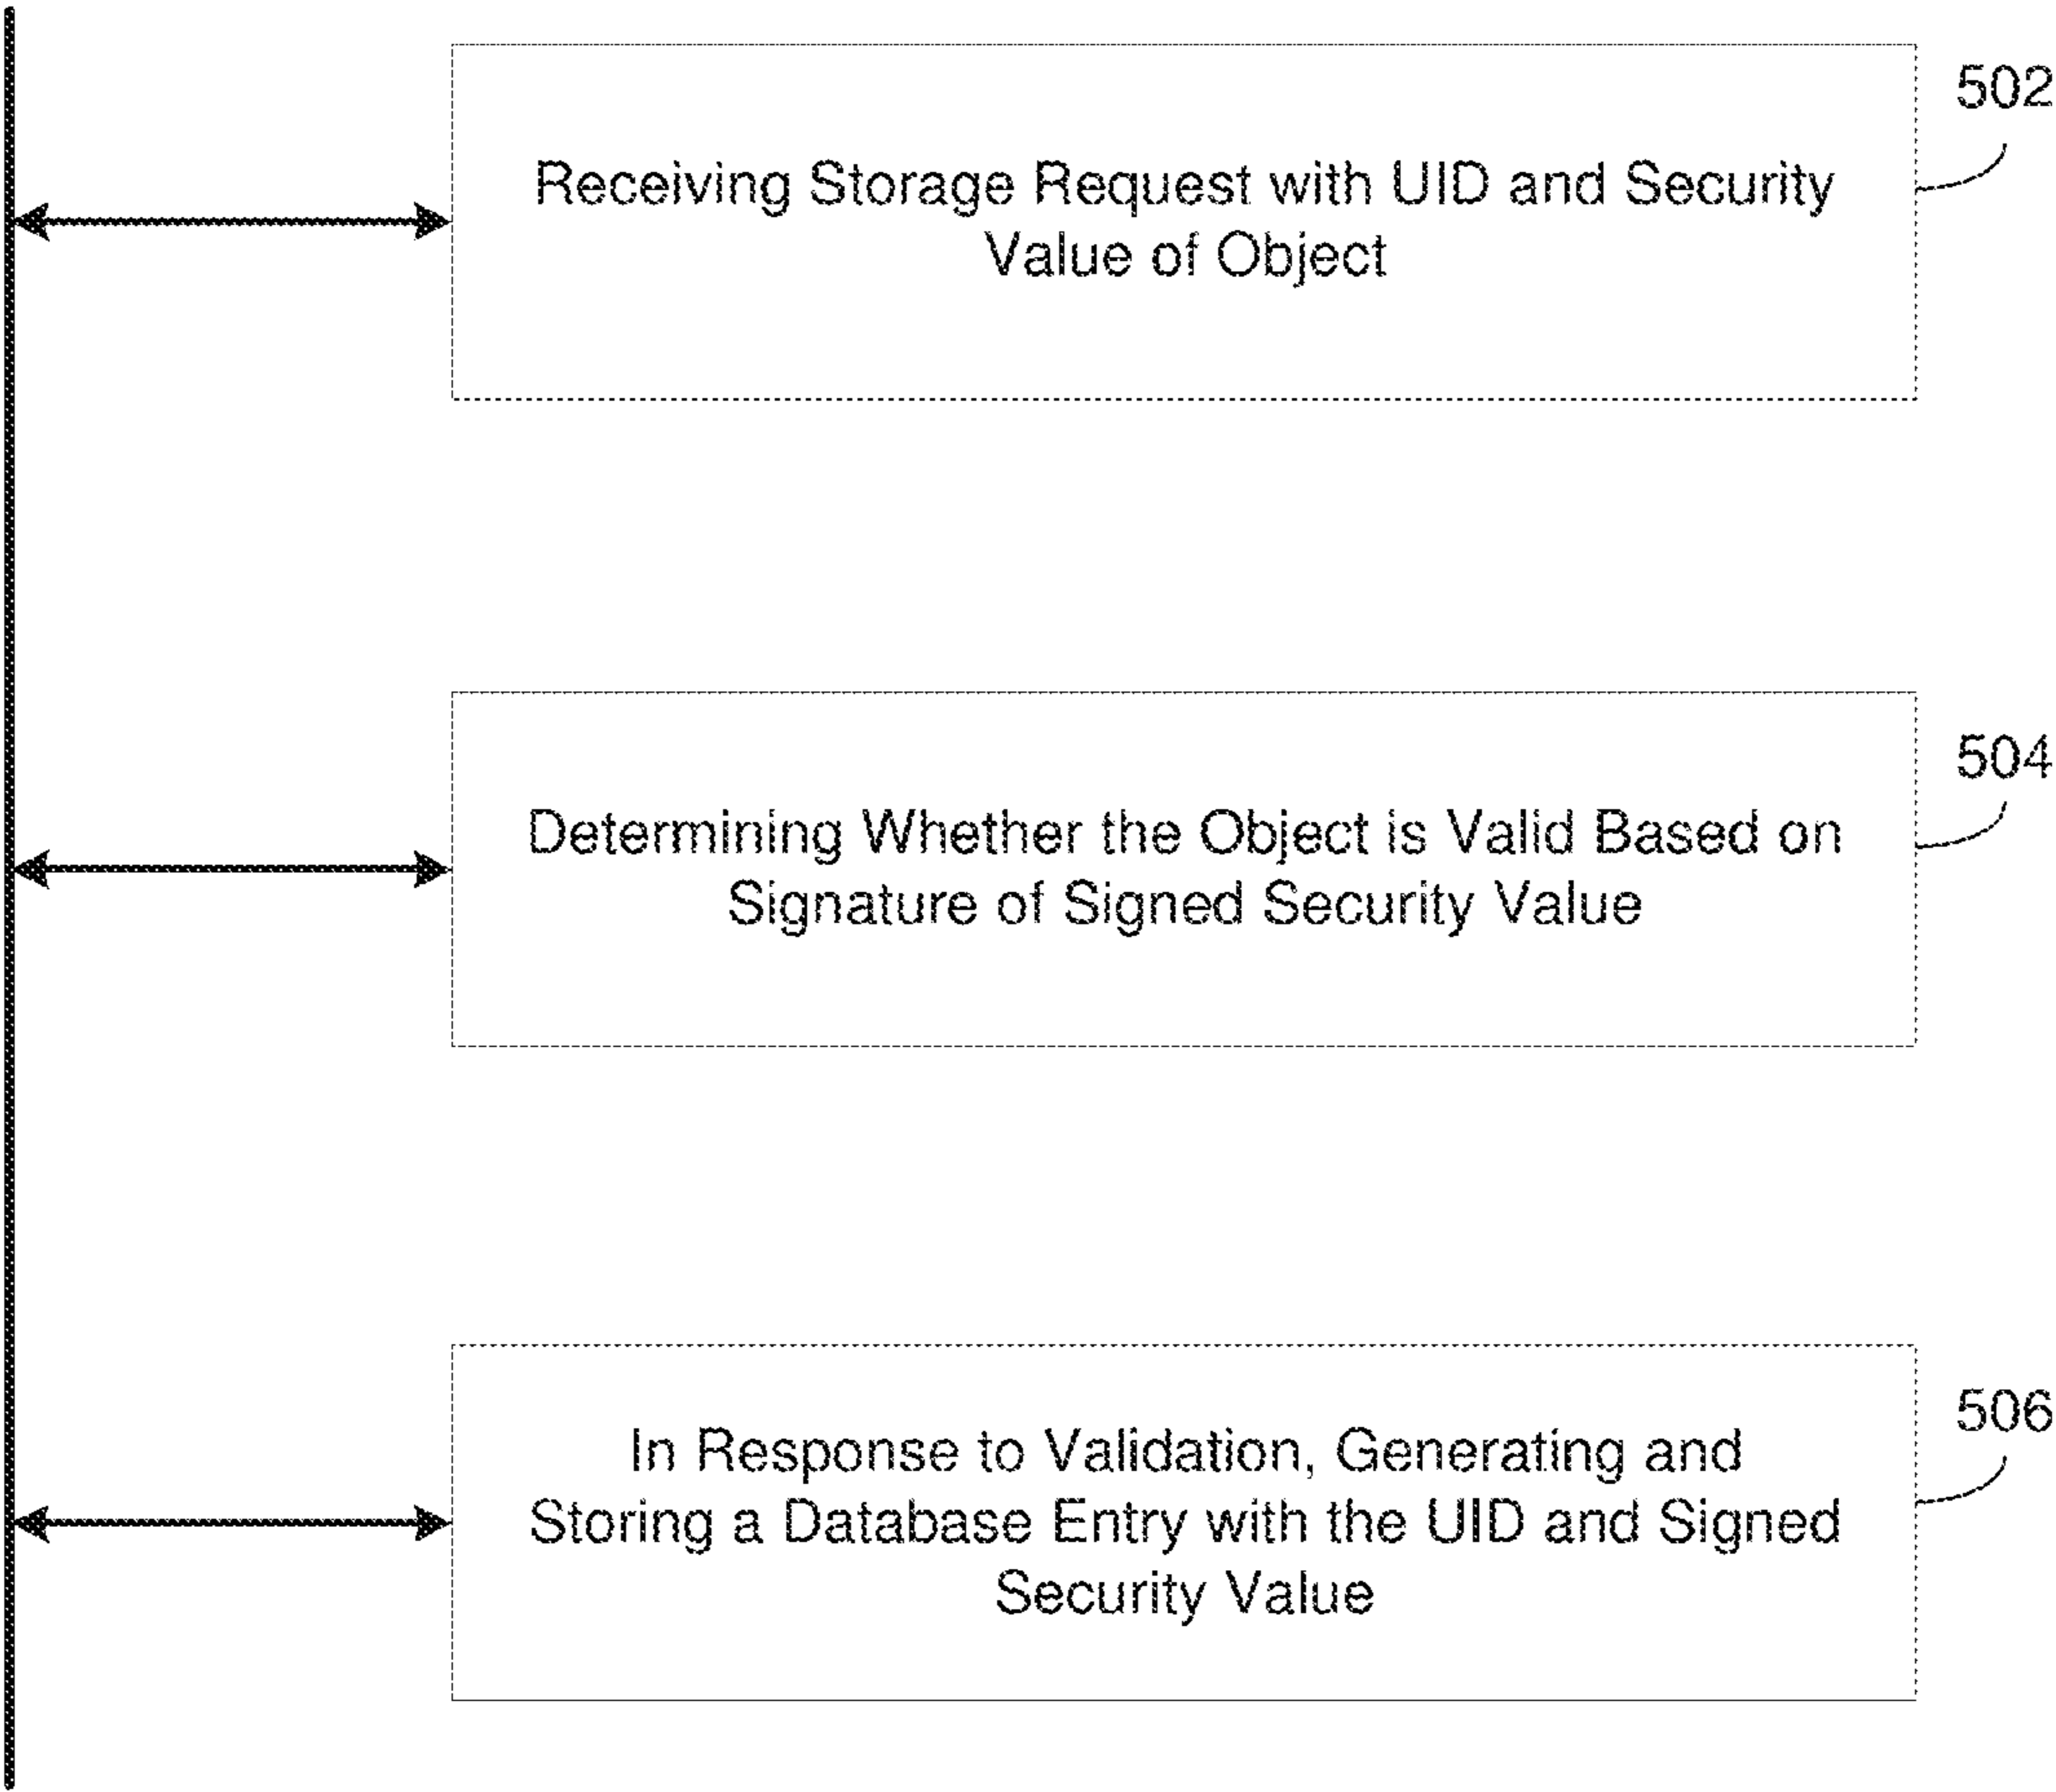 502
Receiving Storage Request with UID and Security
Value of Object
504
Determining Whether the Object is Valid Based on
Signature of Signed Security Value
506
In Response to Validation, Generating and
Storing a Database Entry with the UID and Signed
Security Value